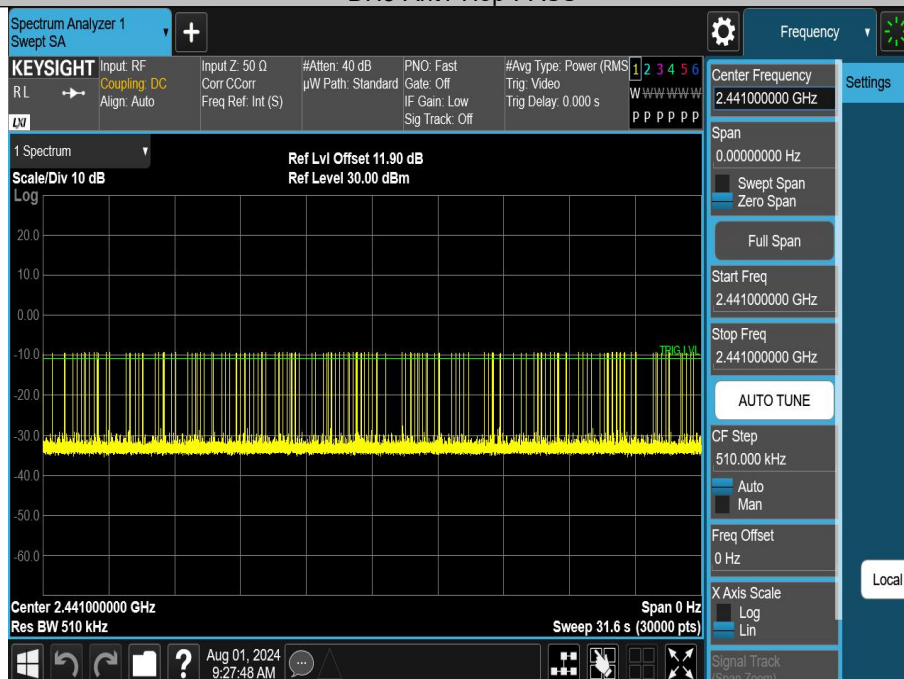 Spectrum Analyzer 1
Swept SA
Frequency
KEYSIGHT
RL
LXI
Input: RF
Coupling: DC
Align: Auto
Input Z: 50 Ω
Corr CCorr
Freq Ref: Int (S)
#Atten: 40 dB
µW Path: Standard
PNO: Fast
Gate: Off
IF Gain: Low
Sig Track: Off
#Avg Type: Power (RMS
Trig: Video
Trig Delay: 0.000 s
1 2 3 4 5 6
W W W W W W
P P P P P P
Center Frequency
2.441000000 GHz
Settings
Span
0.00000000 Hz
Swept Span
Zero Span
Full Span
Start Freq
2.441000000 GHz
Stop Freq
2.441000000 GHz
AUTO TUNE
CF Step
510.000 kHz
Auto
Man
Freq Offset
0 Hz
X Axis Scale
Log
Lin
Signal Track
(Span Zoom)
Local
1 Spectrum
Scale/Div 10 dB
Ref Lvl Offset 11.90 dB
Ref Level 30.00 dBm
Log
20.0
10.0
0.00
-10.0
TRIG LVL
-20.0
-30.0
-40.0
-50.0
-60.0
Center 2.441000000 GHz
Span 0 Hz
Res BW 510 kHz
Sweep 31.6 s (30000 pts)
?
Aug 01, 2024
9:27:48 AM